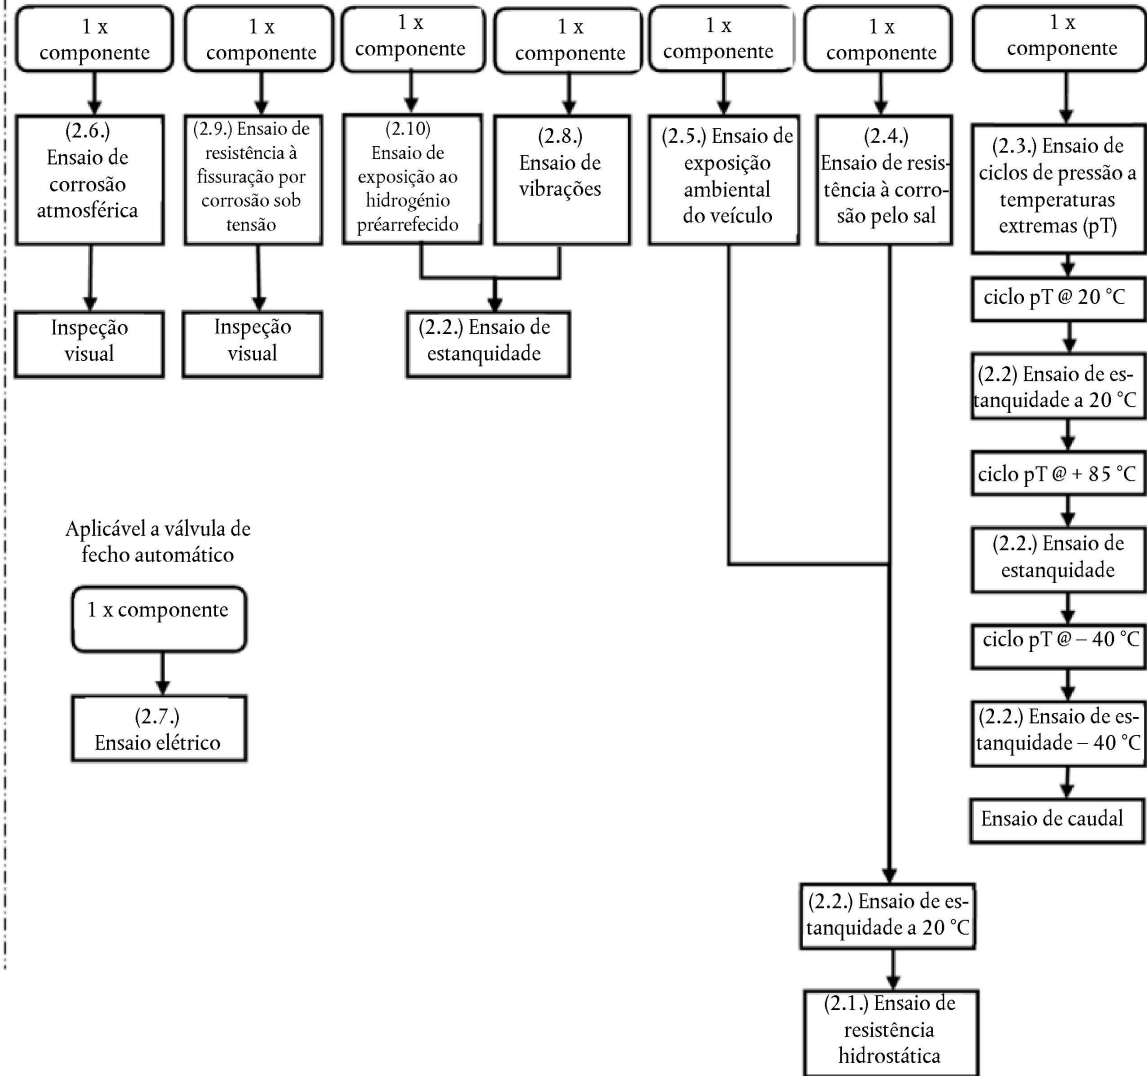 1 x
componente
1 x
componente
1 x
componente
1 x
componente
1 x
componente
1 x
componente
1 x
componente
(2.6.)
Ensaio de
corrosão
atmosférica
(2.9.) Ensaio de
resistência à
fissuração por
corrosão sob
tensão
(2.10)
Ensaio de
exposição ao
hidrogénio
préarrefecido
(2.8.)
Ensaio de
vibrações
(2.5.) Ensaio de
exposição
ambiental
do veículo
(2.4.)
Ensaio de resis-
tência à corro-
são pelo sal
(2.3.) Ensaio de
ciclos de pressão a
temperaturas
extremas (pT)
Inspeção
visual
Inspeção
visual
(2.2.) Ensaio de
estanquidade
ciclo pT @ 20 °C
(2.2) Ensaio de es-
tanquidade a 20 °C
ciclo pT @ + 85 °C
(2.2.) Ensaio de
estanquidade
ciclo pT @ – 40 °C
(2.2.) Ensaio de es-
tanquidade – 40 °C
Ensaio de caudal
Aplicável a válvula de
fecho automático
1 x componente
(2.7.)
Ensaio elétrico
(2.2.) Ensaio de es-
tanquidade a 20 °C
(2.1.) Ensaio de
resistência
hidrostática